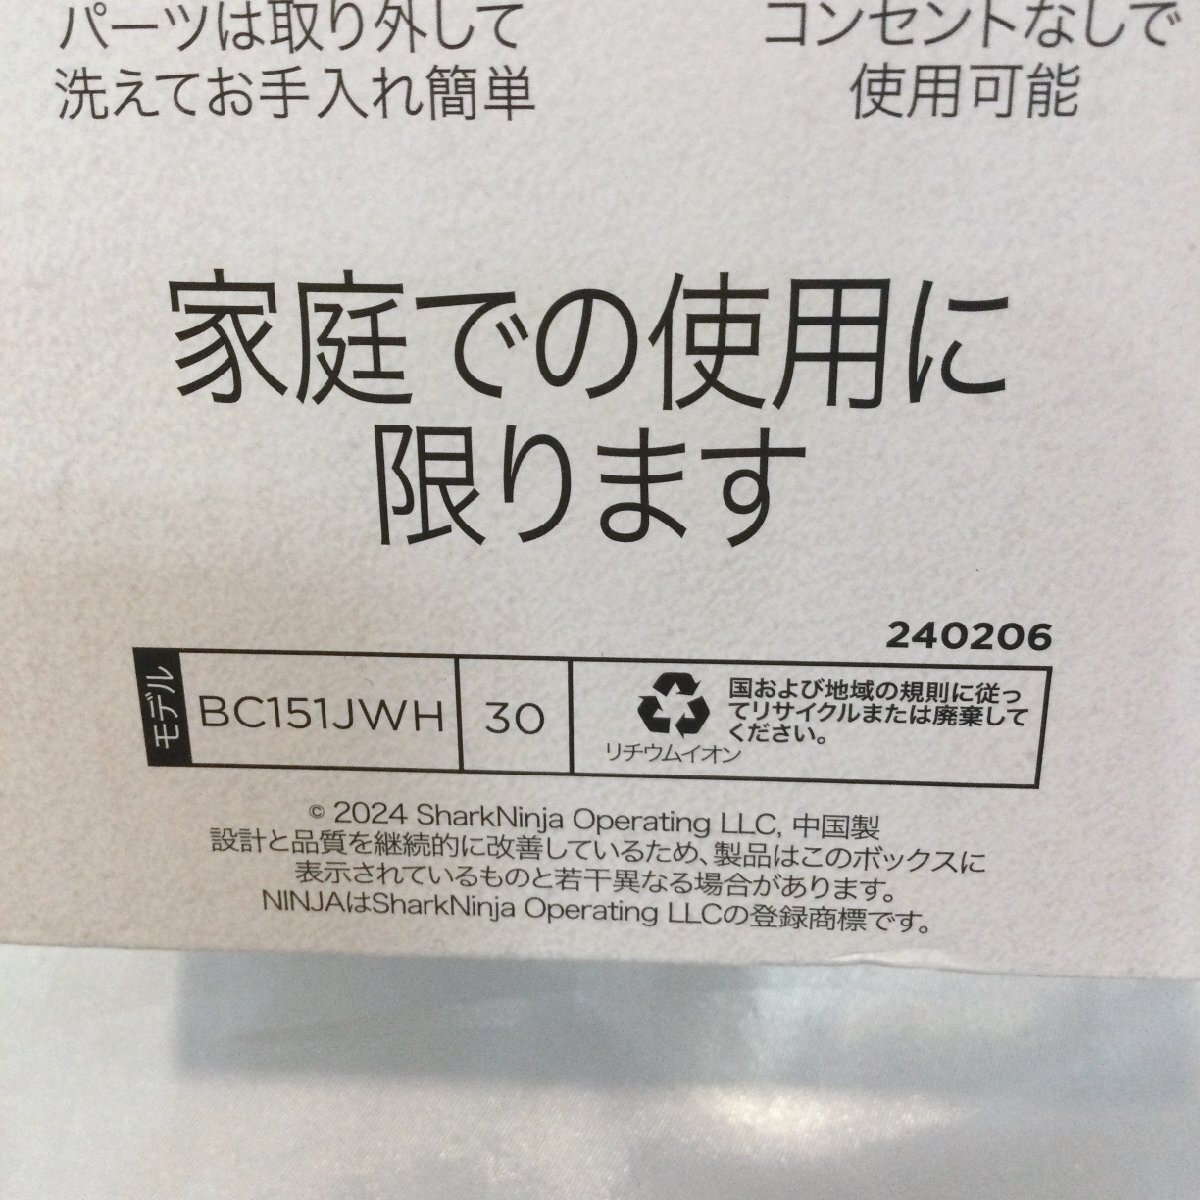 パーツは取り外して
洗えてお手入れ簡単
コンセントなしで
使用可能
家庭での使用に
限ります
240206
モデル
BC151JWH
30
リチウムイオン
国および地域の規則に従っ
てリサイクルまたは廃棄して
ください。
© 2024 SharkNinja Operating LLC, 中国製
設計と品質を継続的に改善しているため、製品はこのボックスに
表示されているものと若干異なる場合があります。
NINJAはSharkNinja Operating LLCの登録商標です。